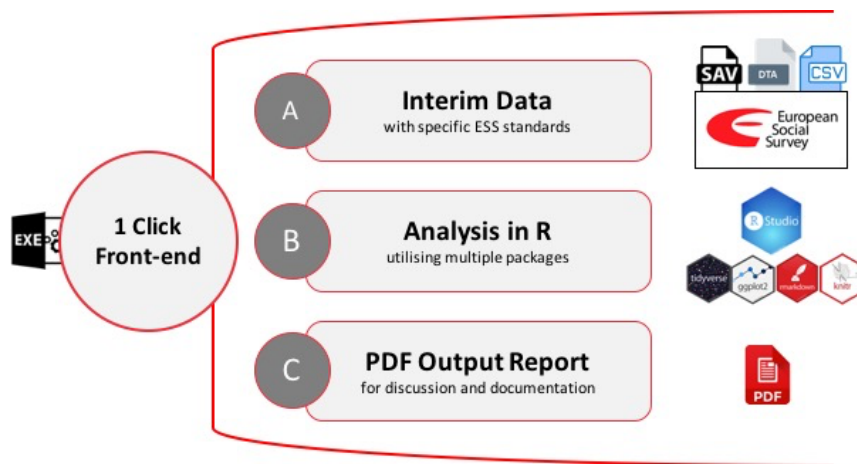 A
Interim Data
with specific ESS standards
SAV
DTA
CSV
European
Social
Survey
EXE
1 Click
Front-end
B
Analysis in R
utilising multiple packages
R Studio
tidyverse
ggplot2
rmarkdown
knitr
C
PDF Output Report
for discussion and documentation
PDF